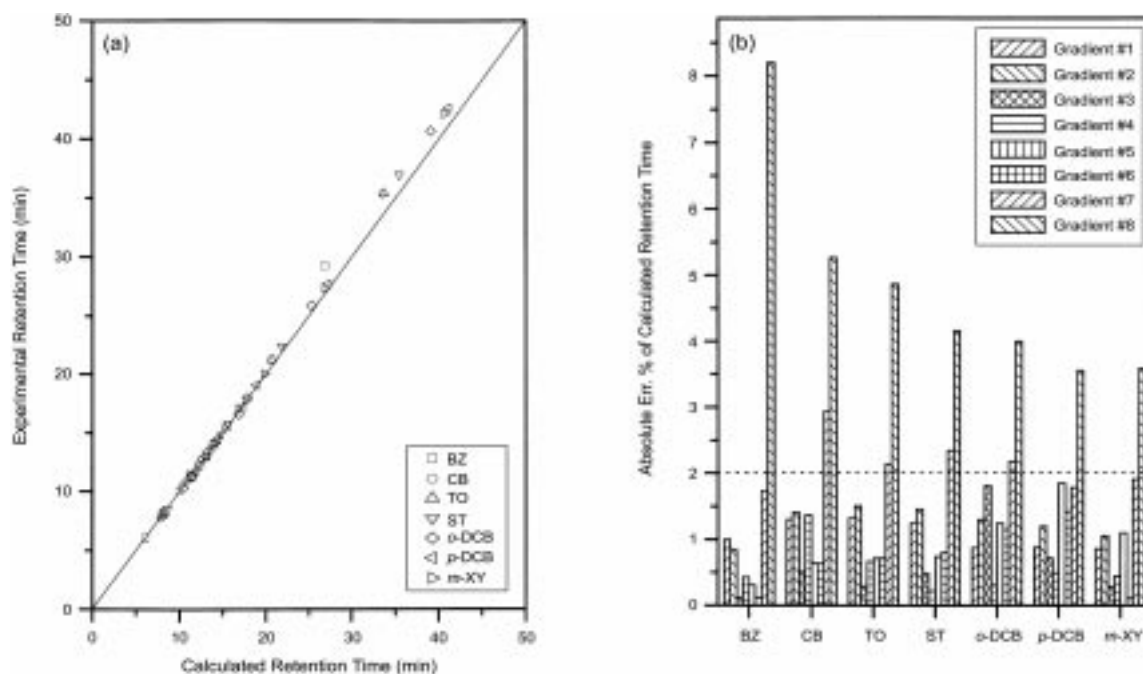 (a)
Experimental Retention Time (min)
50
40
30
20
10
0
BZ
CB
TO
ST
o-DCB
p-DCB
m-XY
0 10 20 30 40 50
Calculated Retention Time (min)
(b)
Absolute Err. % of Calculated Retention Time
8
7
6
5
4
3
2
1
0
Gradient #1
Gradient #2
Gradient #3
Gradient #4
Gradient #5
Gradient #6
Gradient #7
Gradient #8
BZ CB TO ST o-DCB p-DCB m-XY